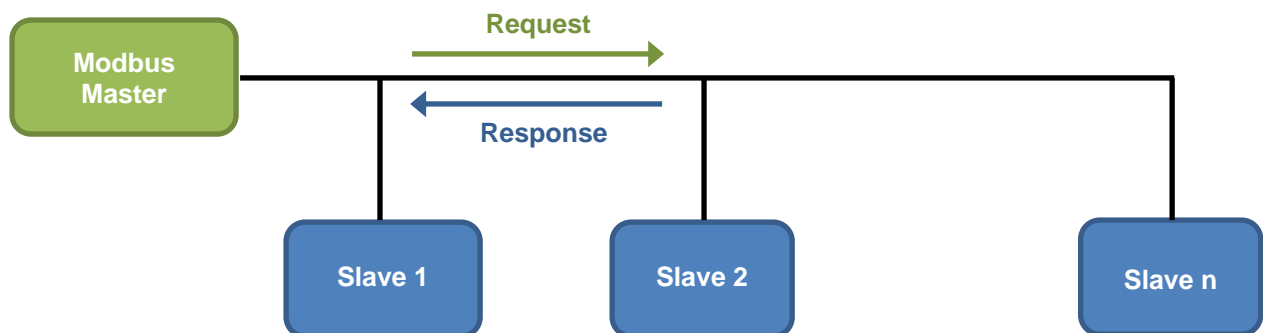 Request
Modbus
Master
Response
Slave 1
Slave 2
Slave n